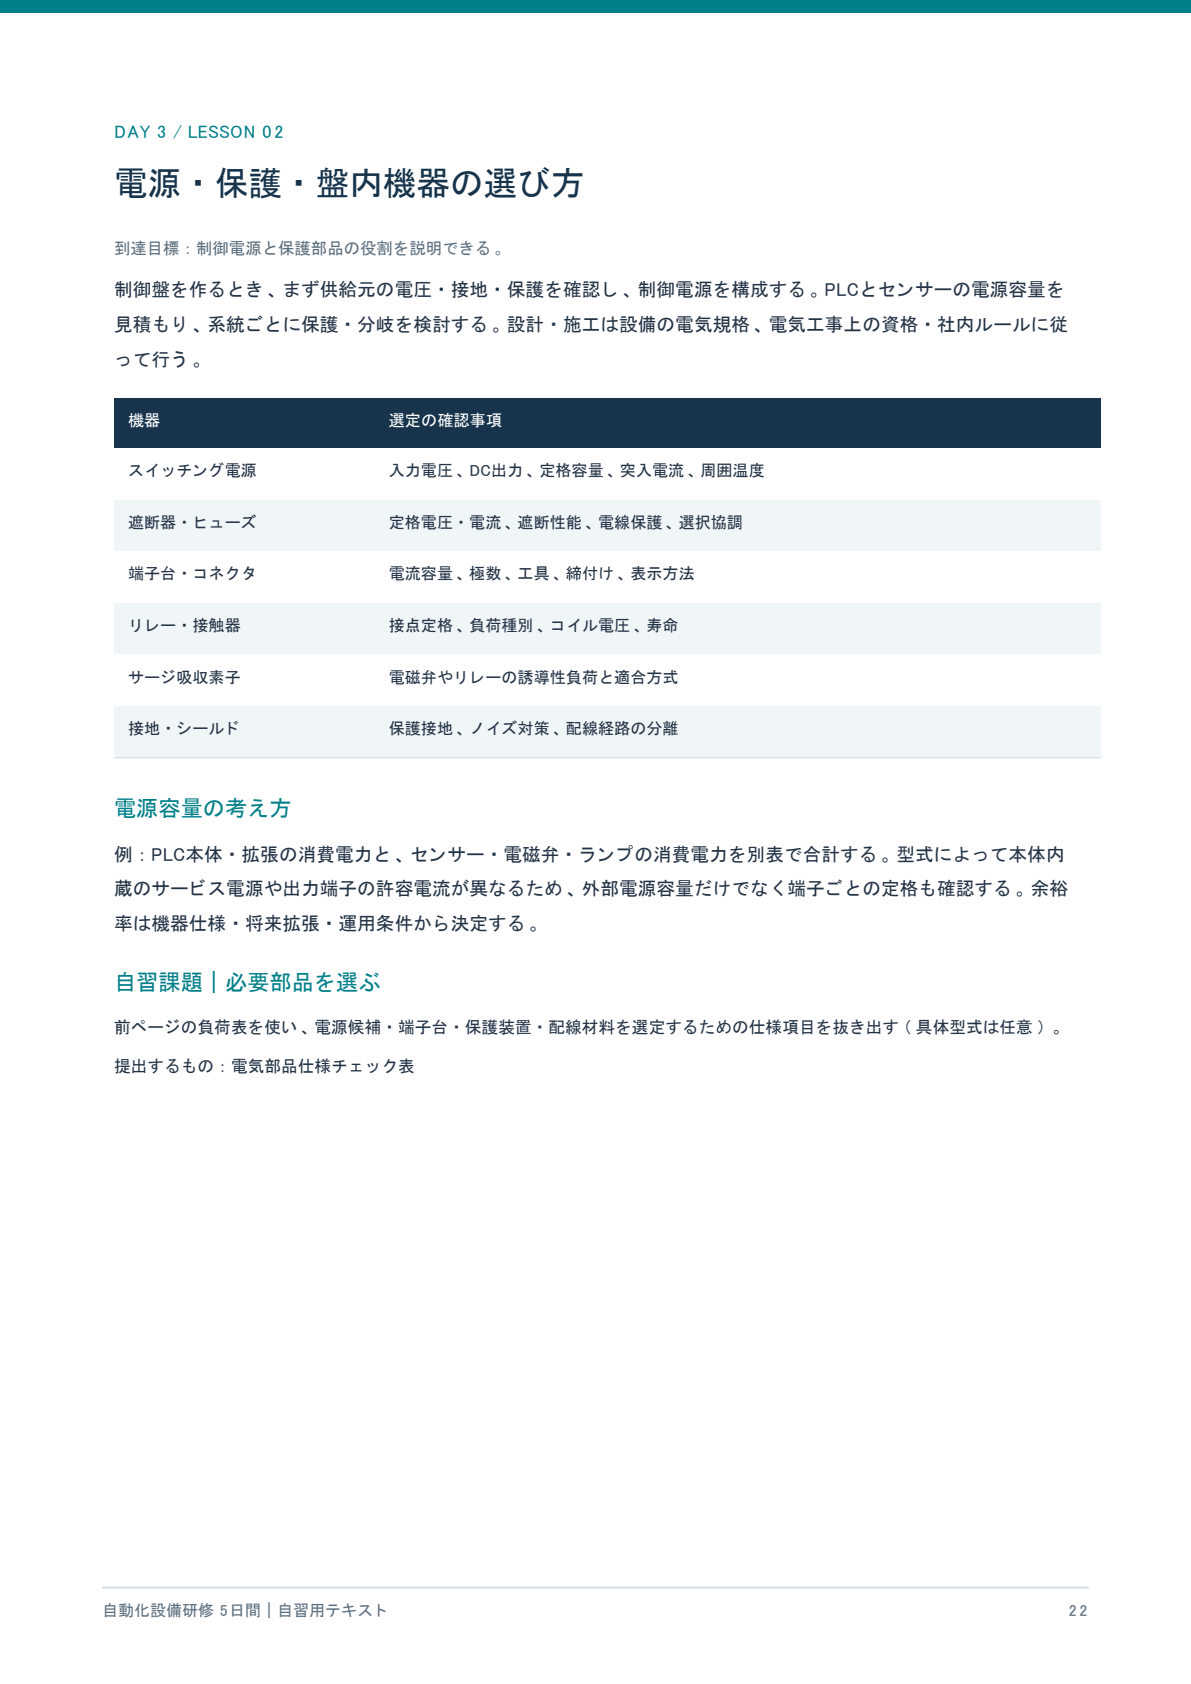 DAY 3 / LESSON 02
電源・保護・盤内機器の選び方
到達目標：制御電源と保護部品の役割を説明できる。
制御盤を作るとき、まず供給元の電圧・接地・保護を確認し、制御電源を構成する。PLCとセンサーの電源容量を
見積もり、系統ごとに保護・分岐を検討する。設計・施工は設備の電気規格、電気工事上の資格・社内ルールに従
って行う。
機器 選定の確認事項
スイッチング電源 入力電圧、DC出力、定格容量、突入電流、周囲温度
遮断器・ヒューズ 定格電圧・電流、遮断性能、電線保護、選択協調
端子台・コネクタ 電流容量、極数、工具、締付け、表示方法
リレー・接触器 接点定格、負荷種別、コイル電圧、寿命
サージ吸収素子 電磁弁やリレーの誘導性負荷と適合方式
接地・シールド 保護接地、ノイズ対策、配線経路の分離
電源容量の考え方
例：PLC本体・拡張の消費電力と、センサー・電磁弁・ランプの消費電力を別表で合計する。型式によって本体内
蔵のサービス電源や出力端子の許容電流が異なるため、外部電源容量だけでなく端子ごとの定格も確認する。余裕
率は機器仕様・将来拡張・運用条件から決定する。
自習課題｜必要部品を選ぶ
前ページの負荷表を使い、電源候補・端子台・保護装置・配線材料を選定するための仕様項目を抜き出す（具体型式は任意）。
提出するもの：電気部品仕様チェック表
自動化設備研修 5日間｜自習用テキスト 22